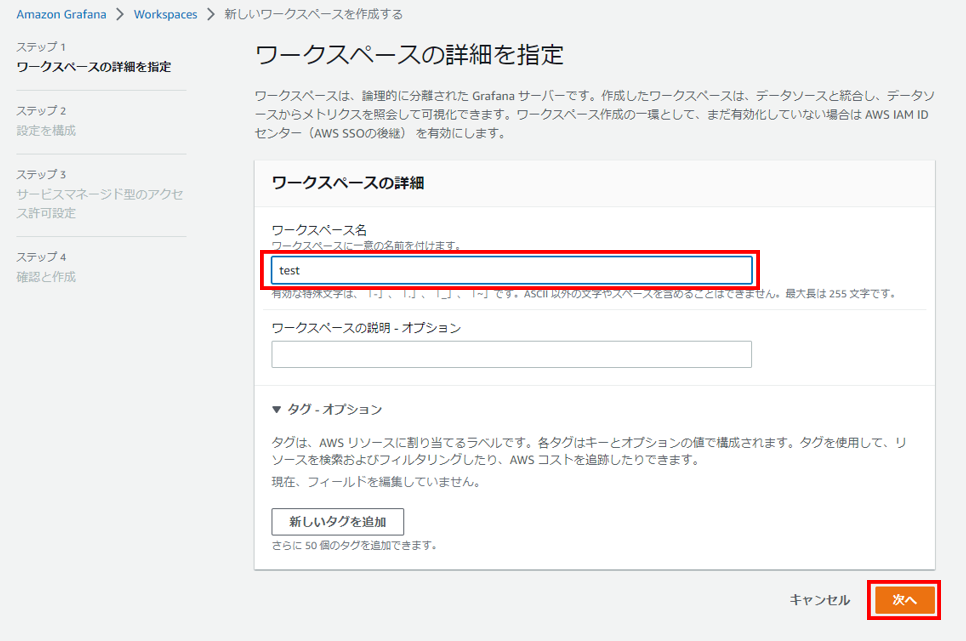 Amazon Grafana > Workspaces > 新しいワークスペースを作成する
ステップ 1
ワークスペースの詳細を指定
ステップ 2
設定を構成
ステップ 3
サービスマネージド型のアクセ
ス許可設定
ステップ 4
確認と作成
ワークスペースの詳細を指定
ワークスペースは、論理的に分離された Grafana サーバーです。作成したワークスペースは、データソースと統合し、データソ
ースからメトリクスを照会して可視化できます。ワークスペース作成の一環として、まだ有効化していない場合は AWS IAM ID
センター（AWS SSOの後継） を有効にします。
ワークスペースの詳細
ワークスペース名
ワークスペースに一意の名前を付けます。
test
有効な特殊文字は、「-」、「.」、「_」、「~」です。ASCII 以外の文字やスペースを含めることはできません。最大長は 255 文字です。
ワークスペースの説明 - オプション
▼ タグ - オプション
タグは、AWS リソースに割り当てるラベルです。各タグはキーとオプションの値で構成されます。タグを使用して、リ
ソースを検索およびフィルタリングしたり、AWS コストを追跡したりできます。
現在、フィールドを編集していません。
新しいタグを追加
さらに 50 個のタグを追加できます。
キャンセル
次へ